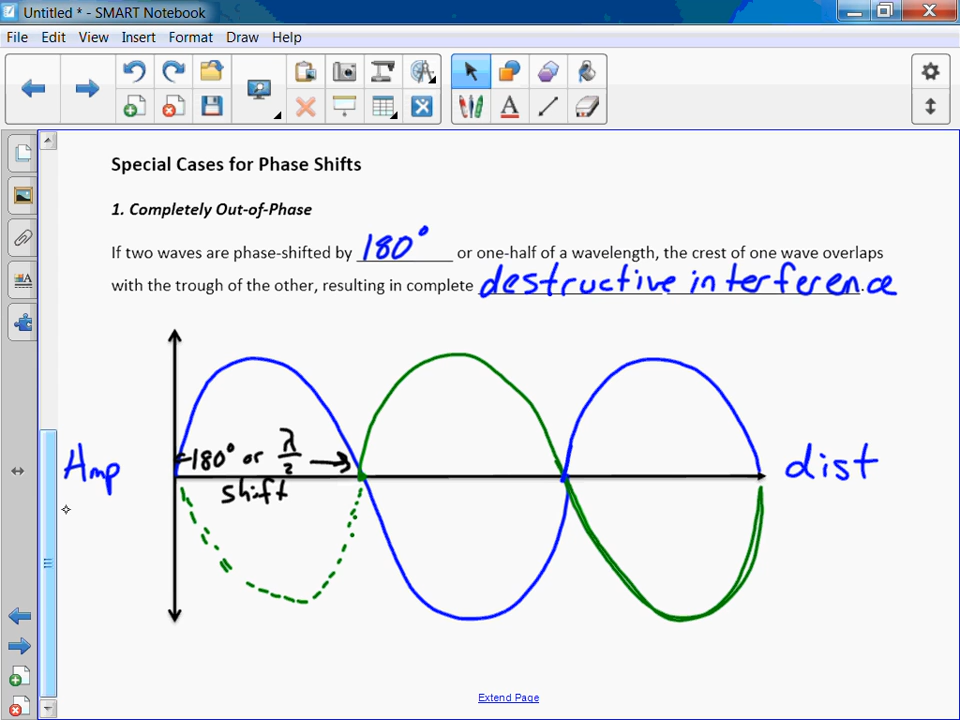 Untitled * - SMART Notebook
File Edit View Insert Format Draw Help
Special Cases for Phase Shifts
1. Completely Out-of-Phase
If two waves are phase-shifted by 180° or one-half of a wavelength, the crest of one wave overlaps
with the trough of the other, resulting in complete destructive interference.
180° or λ/2
shift
Amp
dist
Extend Page